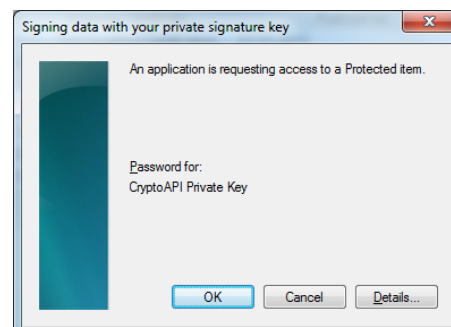 Signing data with your private signature key
An application is requesting access to a Protected item.
Password for:
CryptoAPI Private Key
OK Cancel Details...